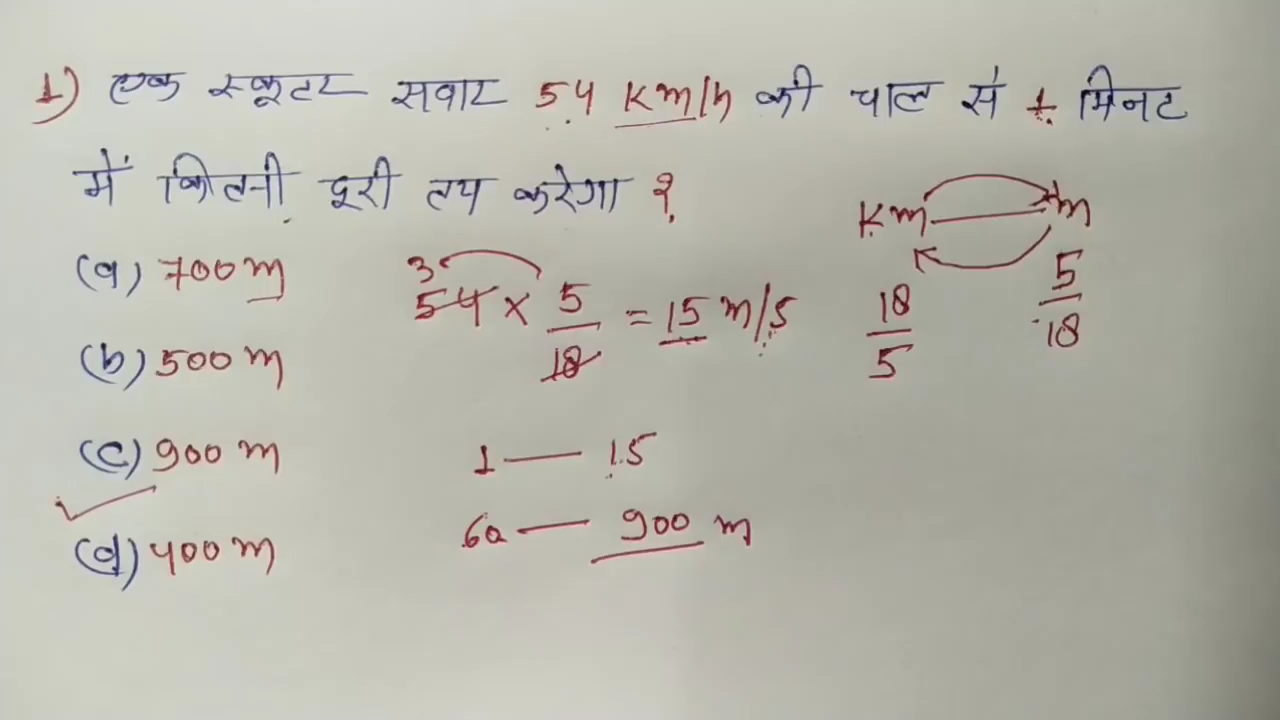 1) एक स्कूटर सवार 54 Km/h की चाल से 1 मिनट
में कितनी दूरी तय करेगा ?
(a) 700 m
(b) 500 m
(c) 900 m
(d) 400 m
3
54 × 5/18 = 15 m/s
1 — 15
60 — 900 m
Km — m
18/5
5/18